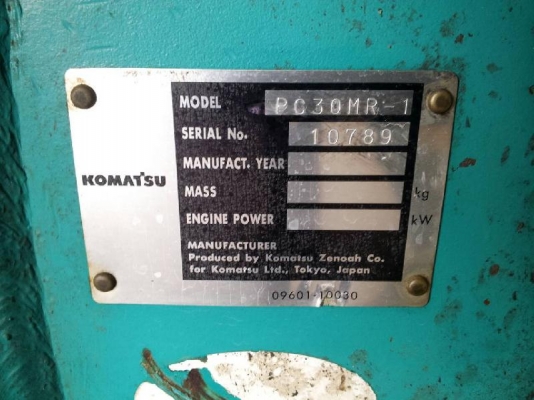 MODEL PC30MR-1
SERIAL No. 10789
MANUFACT. YEAR
KOMATSU
MASS kg
ENGINE POWER kW
MANUFACTURER
Produced by Komatsu Zenoah Co.
for Komatsu Ltd., Tokyo, Japan
09601-10030